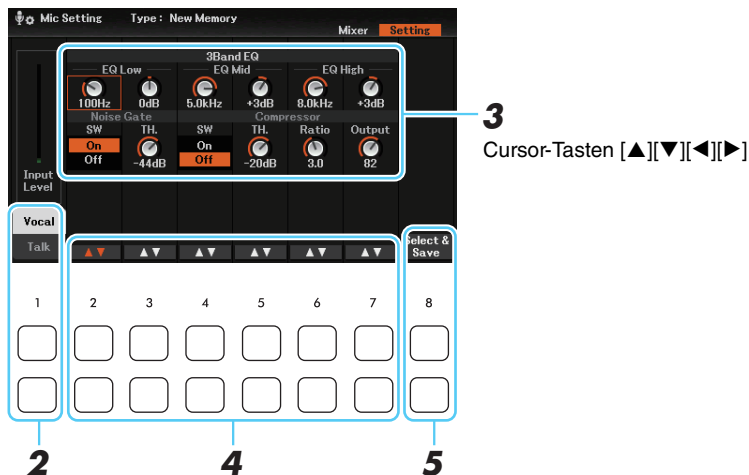 Mic Setting Type : New Memory
Mixer Setting
3Band EQ
EQ Low EQ Mid EQ High
100Hz 0dB 5.0kHz +3dB 8.0kHz +3dB
Noise Gate Compressor
SW TH. SW TH. Ratio Output
On On
Off -44dB Off -20dB 3.0 82
Input
Level
3
Cursor-Tasten [▲][▼][◀][▶]
Vocal
Talk
▲▼ ▲▼ ▲▼ ▲▼ ▲▼ ▲▼
Select &
Save
1 2 3 4 5 6 7 8
2 4 5